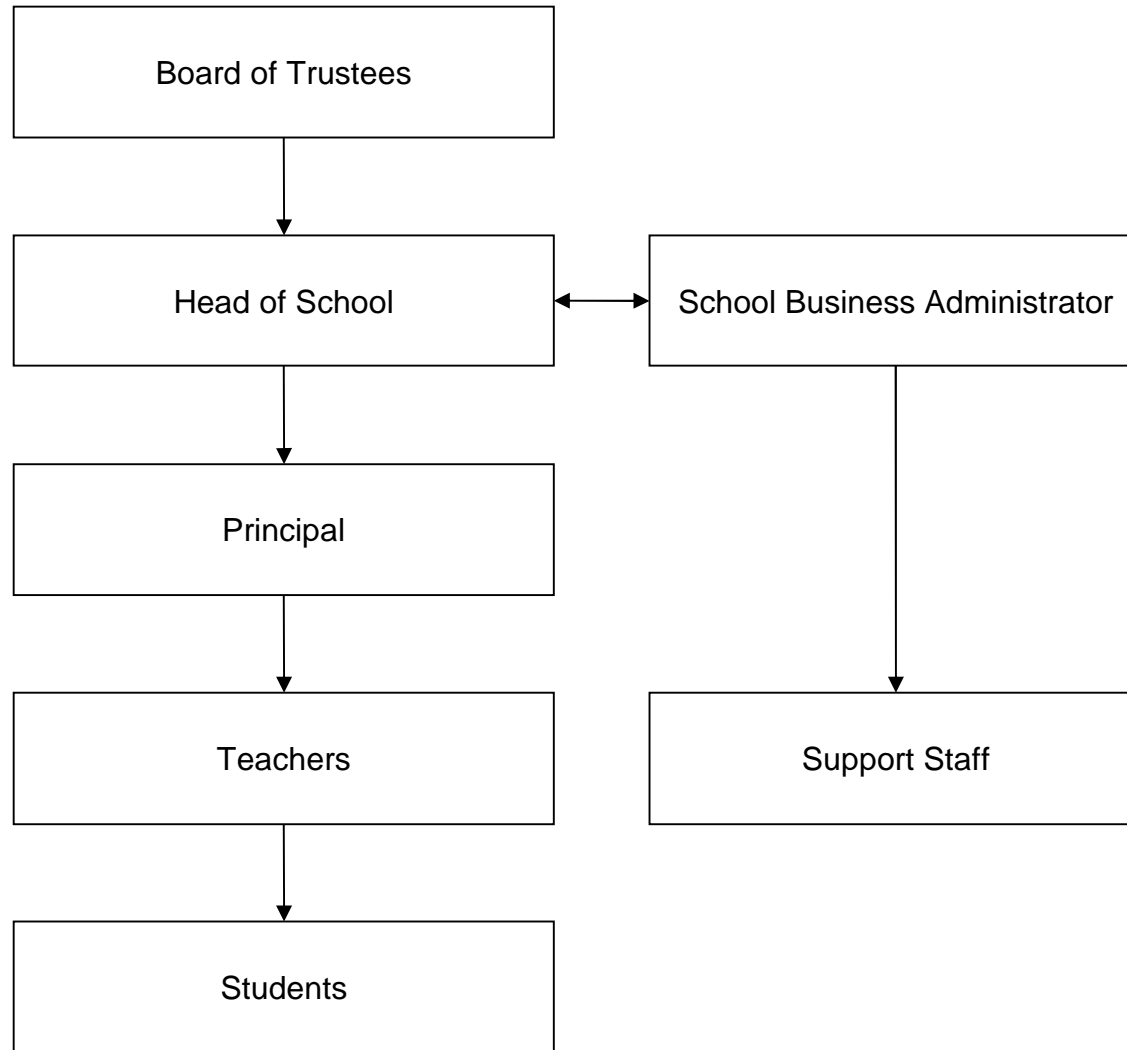 Board of Trustees
Head of School
School Business Administrator
Principal
Teachers
Support Staff
Students